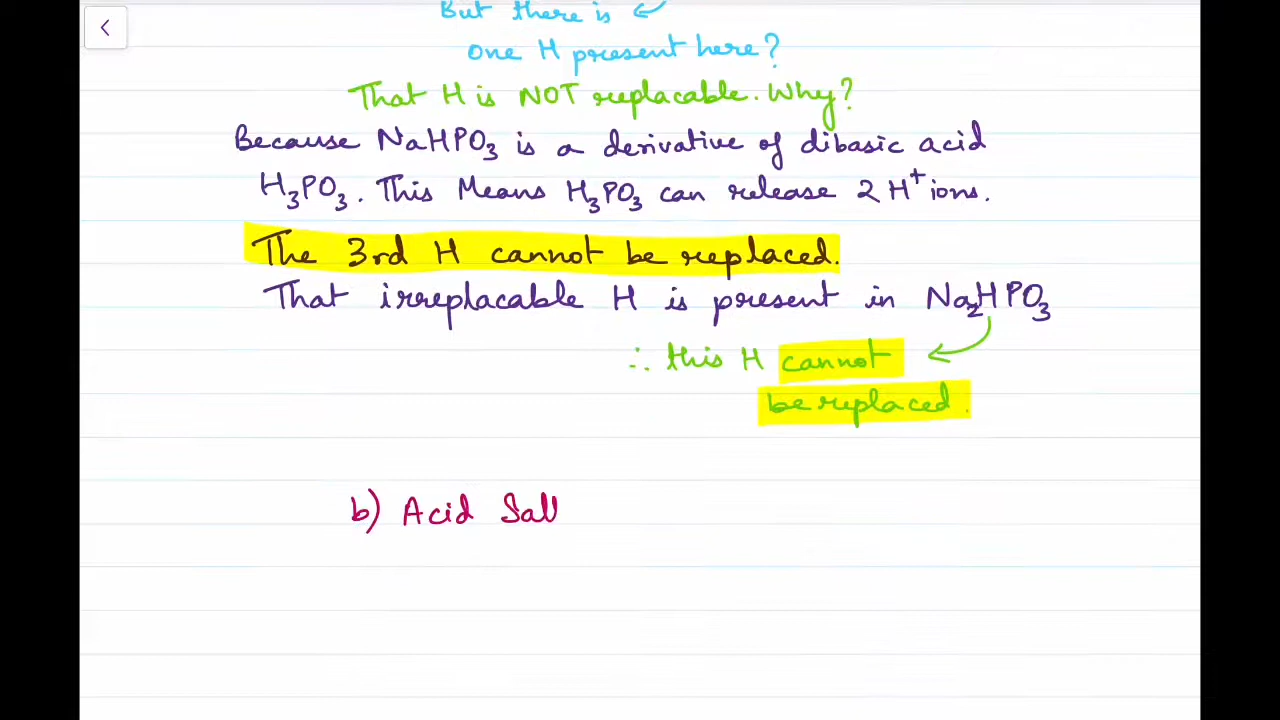 But there is
one H present here?
That H is NOT replacable. Why?
Because NaHPO₃ is a derivative of dibasic acid
H₃PO₃. This Means H₃PO₃ can release 2 H⁺ ions.
The 3rd H cannot be replaced.
That irreplacable H is present in Na₂HPO₃
∴ this H cannot
be replaced.
b) Acid Sal